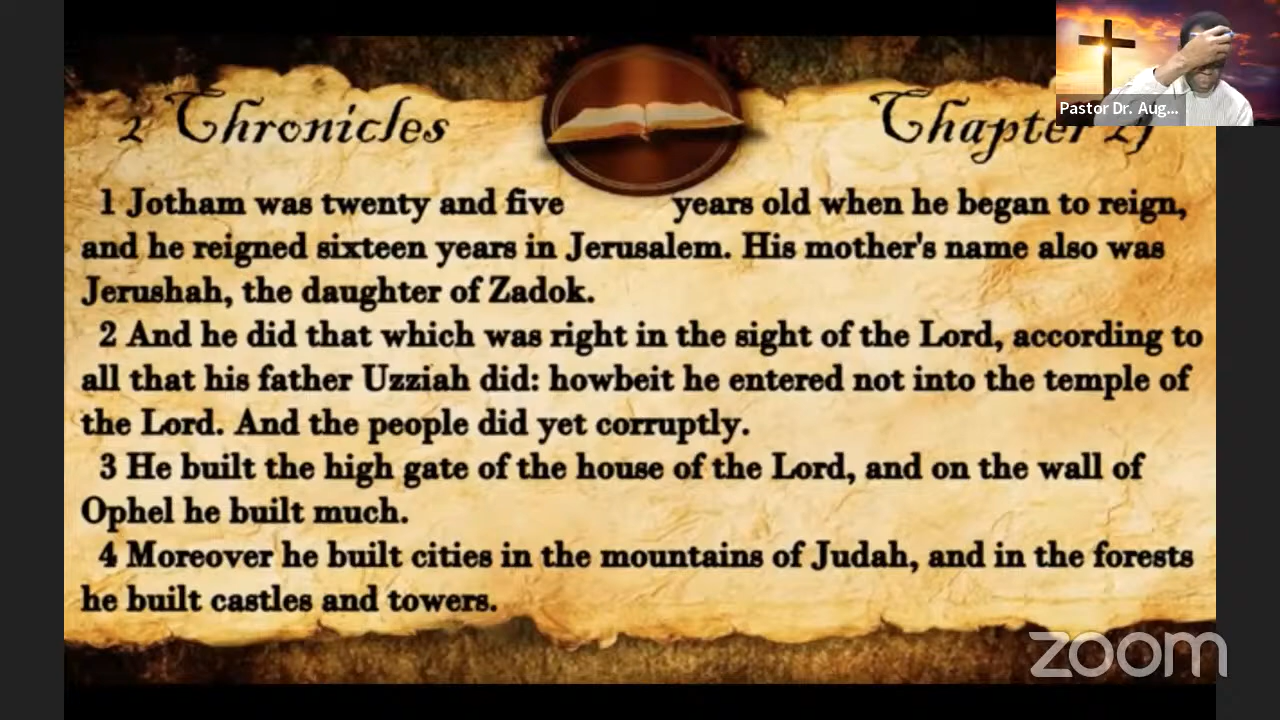 2 Chronicles
Chapter 27
Pastor Dr. Aug...
1 Jotham was twenty and five years old when he began to reign,
and he reigned sixteen years in Jerusalem. His mother's name also was
Jerushah, the daughter of Zadok.
2 And he did that which was right in the sight of the Lord, according to
all that his father Uzziah did: howbeit he entered not into the temple of
the Lord. And the people did yet corruptly.
3 He built the high gate of the house of the Lord, and on the wall of
Ophel he built much.
4 Moreover he built cities in the mountains of Judah, and in the forests
he built castles and towers.
zoom